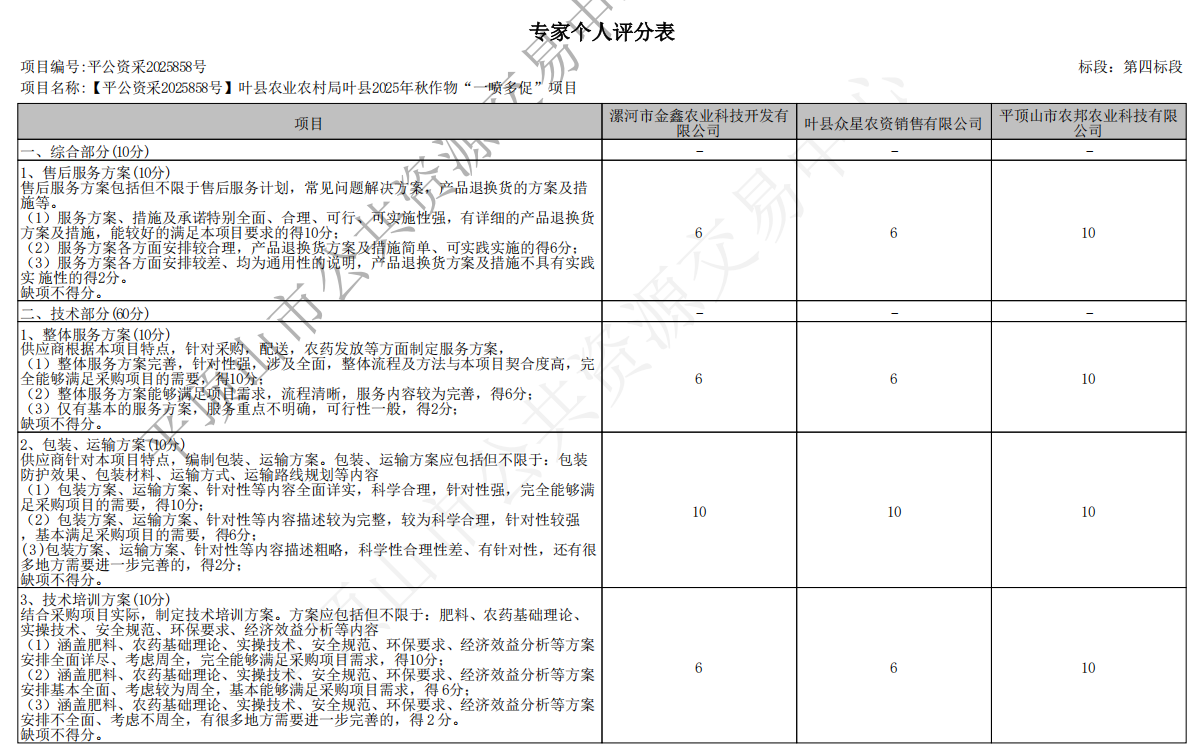 专家个人评分表
项目编号:平公资采2025858号
标段：第四标段
项目名称:【平公资采2025858号】叶县农业农村局叶县2025年秋作物“一喷多促”项目
项目
漯河市金鑫农业科技开发有
限公司
叶县众星农资销售有限公司
平顶山市农邦农业科技有限
公司
一、综合部分(10分)
-
-
-
1、售后服务方案(10分)
售后服务方案包括但不限于售后服务计划，常见问题解决方案，产品退换货的方案及措
施等。
（1）服务方案、措施及承诺特别全面、合理、可行、可实施性强，有详细的产品退换货
方案及措施，能较好的满足本项目要求的得10分；
（2）服务方案各方面安排较合理，产品退换货方案及措施简单、可实践实施的得6分；
（3）服务方案各方面安排较差、均为通用性的说明，产品退换货方案及措施不具有实践
实 施性的得2分。
缺项不得分。
6
6
10
二、技术部分(60分)
-
-
-
1、整体服务方案(10分)
供应商根据本项目特点，针对采购，配送，农药发放等方面制定服务方案，
（1）整体服务方案完善，针对性强，涉及全面，整体流程及方法与本项目契合度高，完
全能够满足采购项目的需要，得10分；
（2）整体服务方案能够满足项目需求，流程清晰，服务内容较为完善，得6分；
（3）仅有基本的服务方案，服务重点不明确，可行性一般，得2分；
缺项不得分。
6
6
10
2、包装、运输方案(10分)
供应商针对本项目特点，编制包装、运输方案。包装、运输方案应包括但不限于：包装
防护效果、包装材料、运输方式、运输路线规划等内容
（1）包装方案、运输方案、针对性等内容全面详实，科学合理，针对性强，完全能够满
足采购项目的需要，得10分；
（2）包装方案、运输方案、针对性等内容描述较为完整，较为科学合理，针对性较强
，基本满足采购项目的需要，得6分；
(3)包装方案、运输方案、针对性等内容描述粗略，科学性合理性差、有针对性，还有很
多地方需要进一步完善的，得2分；
缺项不得分。
10
10
10
3、技术培训方案(10分)
结合采购项目实际，制定技术培训方案。方案应包括但不限于：肥料、农药基础理论、
实操技术、安全规范、环保要求、经济效益分析等内容
（1）涵盖肥料、农药基础理论、实操技术、安全规范、环保要求、经济效益分析等方案
安排全面详尽、考虑周全，完全能够满足采购项目需求，得10分；
（2）涵盖肥料、农药基础理论、实操技术、安全规范、环保要求、经济效益分析等方案
安排基本全面、考虑较为周全，基本能够满足采购项目需求，得 6分；
（3）涵盖肥料、农药基础理论、实操技术、安全规范、环保要求、经济效益分析等方案
安排不全面、考虑不周全，有很多地方需要进一步完善的，得 2 分。
缺项不得分。
6
6
10
平顶山市公共资源交易中
顶山市公共资源交易中心